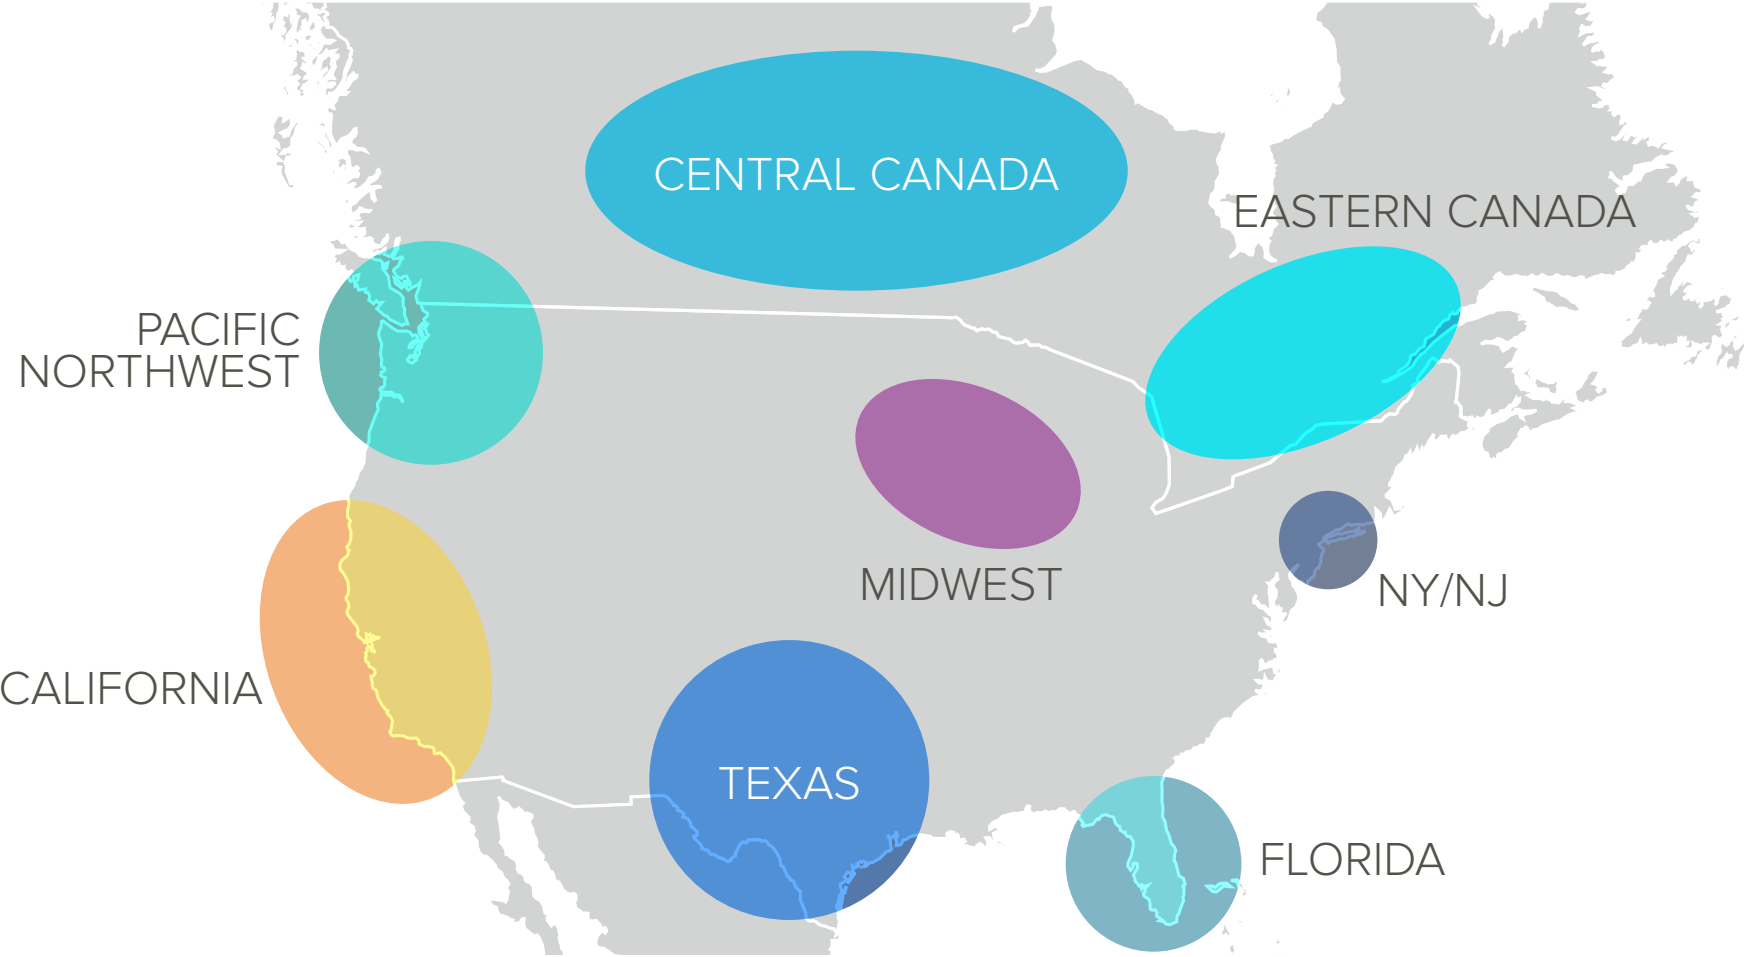 CENTRAL CANADA
EASTERN CANADA
PACIFIC
NORTHWEST
MIDWEST
NY/NJ
CALIFORNIA
TEXAS
FLORIDA